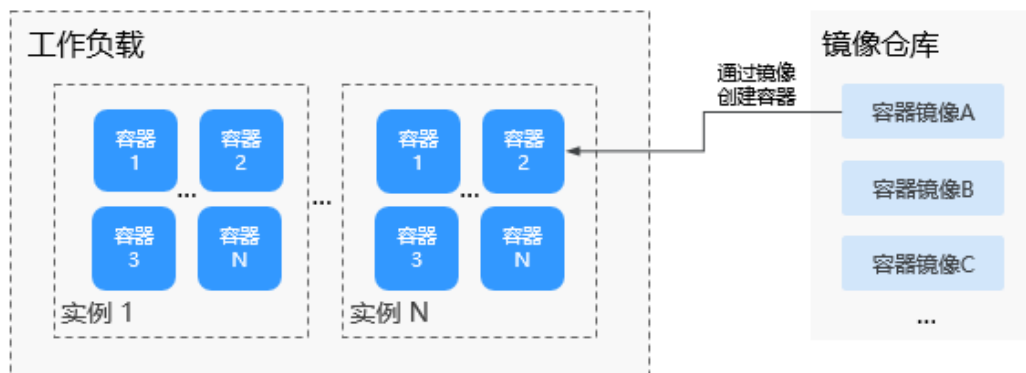 工作负载
容器
1
容器
2
...
容器
3
容器
N
实例 1
...
容器
1
容器
2
...
容器
3
容器
N
实例 N
通过镜像
创建容器
镜像仓库
容器镜像A
容器镜像B
容器镜像C
...